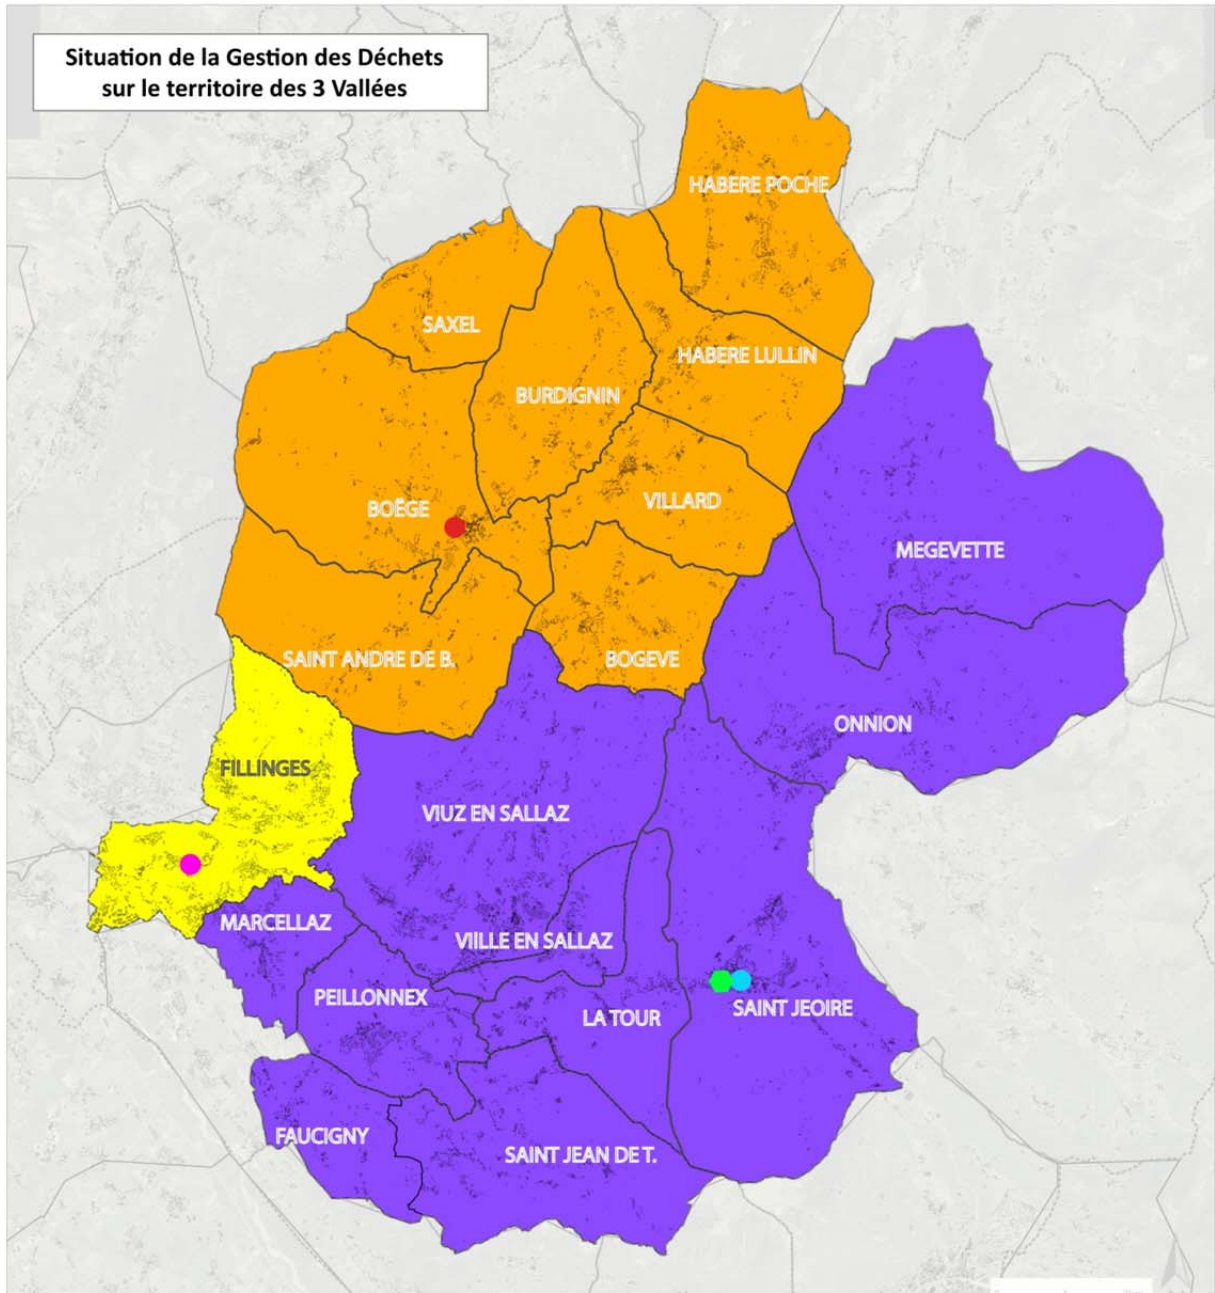 Situation de la Gestion des Déchets
sur le territoire des 3 Vallées
HABERE POCHE
SAXEL
HABERE LULLIN
BURDIGNIN
VILLARD
BOËGE
MEGEVETTE
SAINT ANDRE DE B.
BOGEVE
ONNION
FILLINGES
VIUZ EN SALLAZ
MARCELLAZ
VIILLE EN SALLAZ
PEILLONNEX
SAINT JEOIRE
LA TOUR
FAUCIGNY
SAINT JEAN DE T.